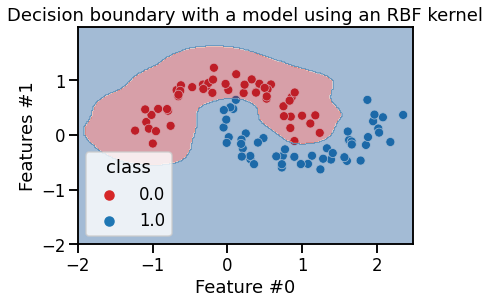 Decision boundary with a model using an RBF kernel
Features #1
1
0
−1
−2
class
0.0
1.0
−2
−1
0
1
2
Feature #0